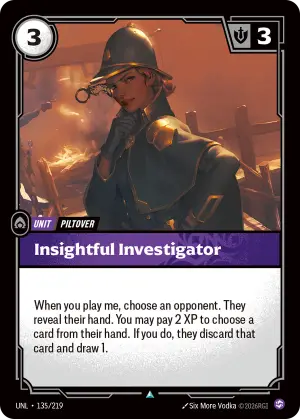 3
3
UNIT PILTOVER
Insightful Investigator
When you play me, choose an opponent. They
reveal their hand. You may pay 2 XP to choose a
card from their hand. If you do, they discard that
card and draw 1.
UNL • 135/219
Six More Vodka ©2026RGI